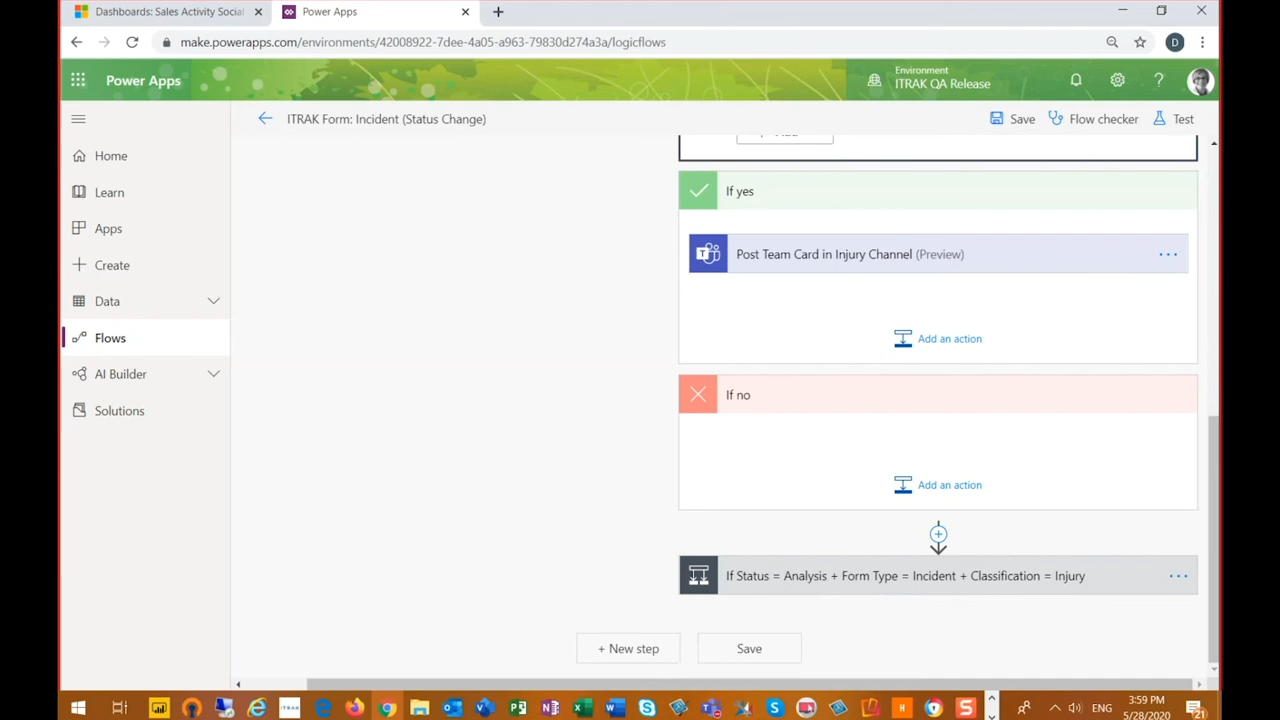 Dashboards: Sales Activity Social
Power Apps
make.powerapps.com/environments/42008922-7dee-4a05-a963-79830d274a3a/logicflows
D
Power Apps
Environment
ITRAK QA Release
ITRAK Form: Incident (Status Change)
Save
Flow checker
Test
Home
Learn
Apps
Create
Data
Flows
AI Builder
Solutions
If yes
Post Team Card in Injury Channel (Preview)
Add an action
If no
Add an action
If Status = Analysis + Form Type = Incident + Classification = Injury
+ New step
Save
ITRAK
ENG
3:59 PM
5/28/2020
21